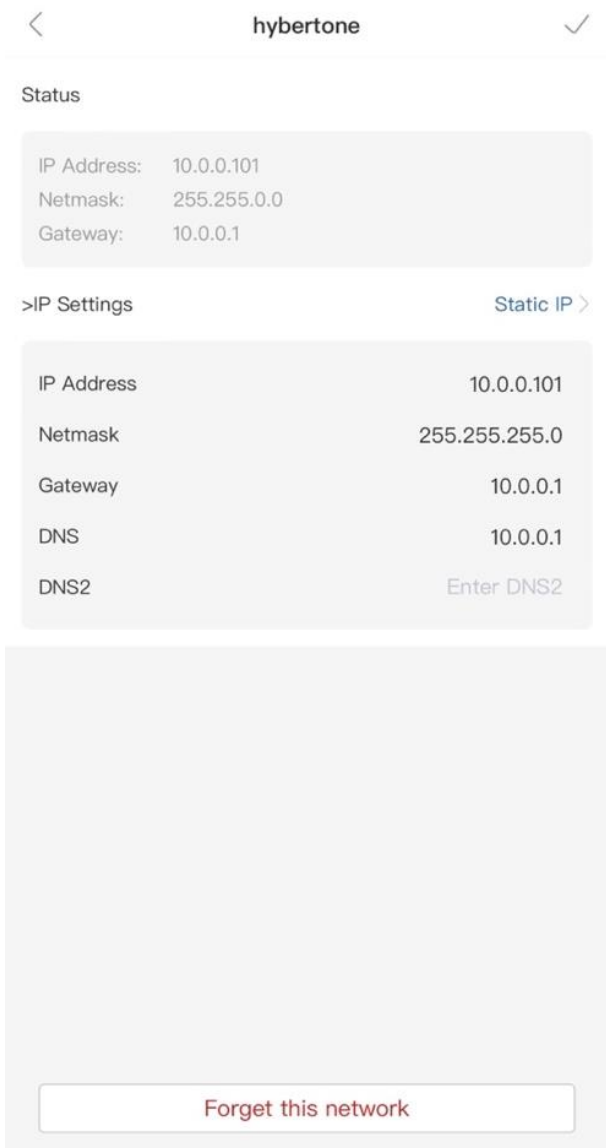 hybertone
Status
IP Address: 10.0.0.101
Netmask: 255.255.0.0
Gateway: 10.0.0.1
>IP Settings Static IP >
IP Address 10.0.0.101
Netmask 255.255.255.0
Gateway 10.0.0.1
DNS 10.0.0.1
DNS2 Enter DNS2
Forget this network